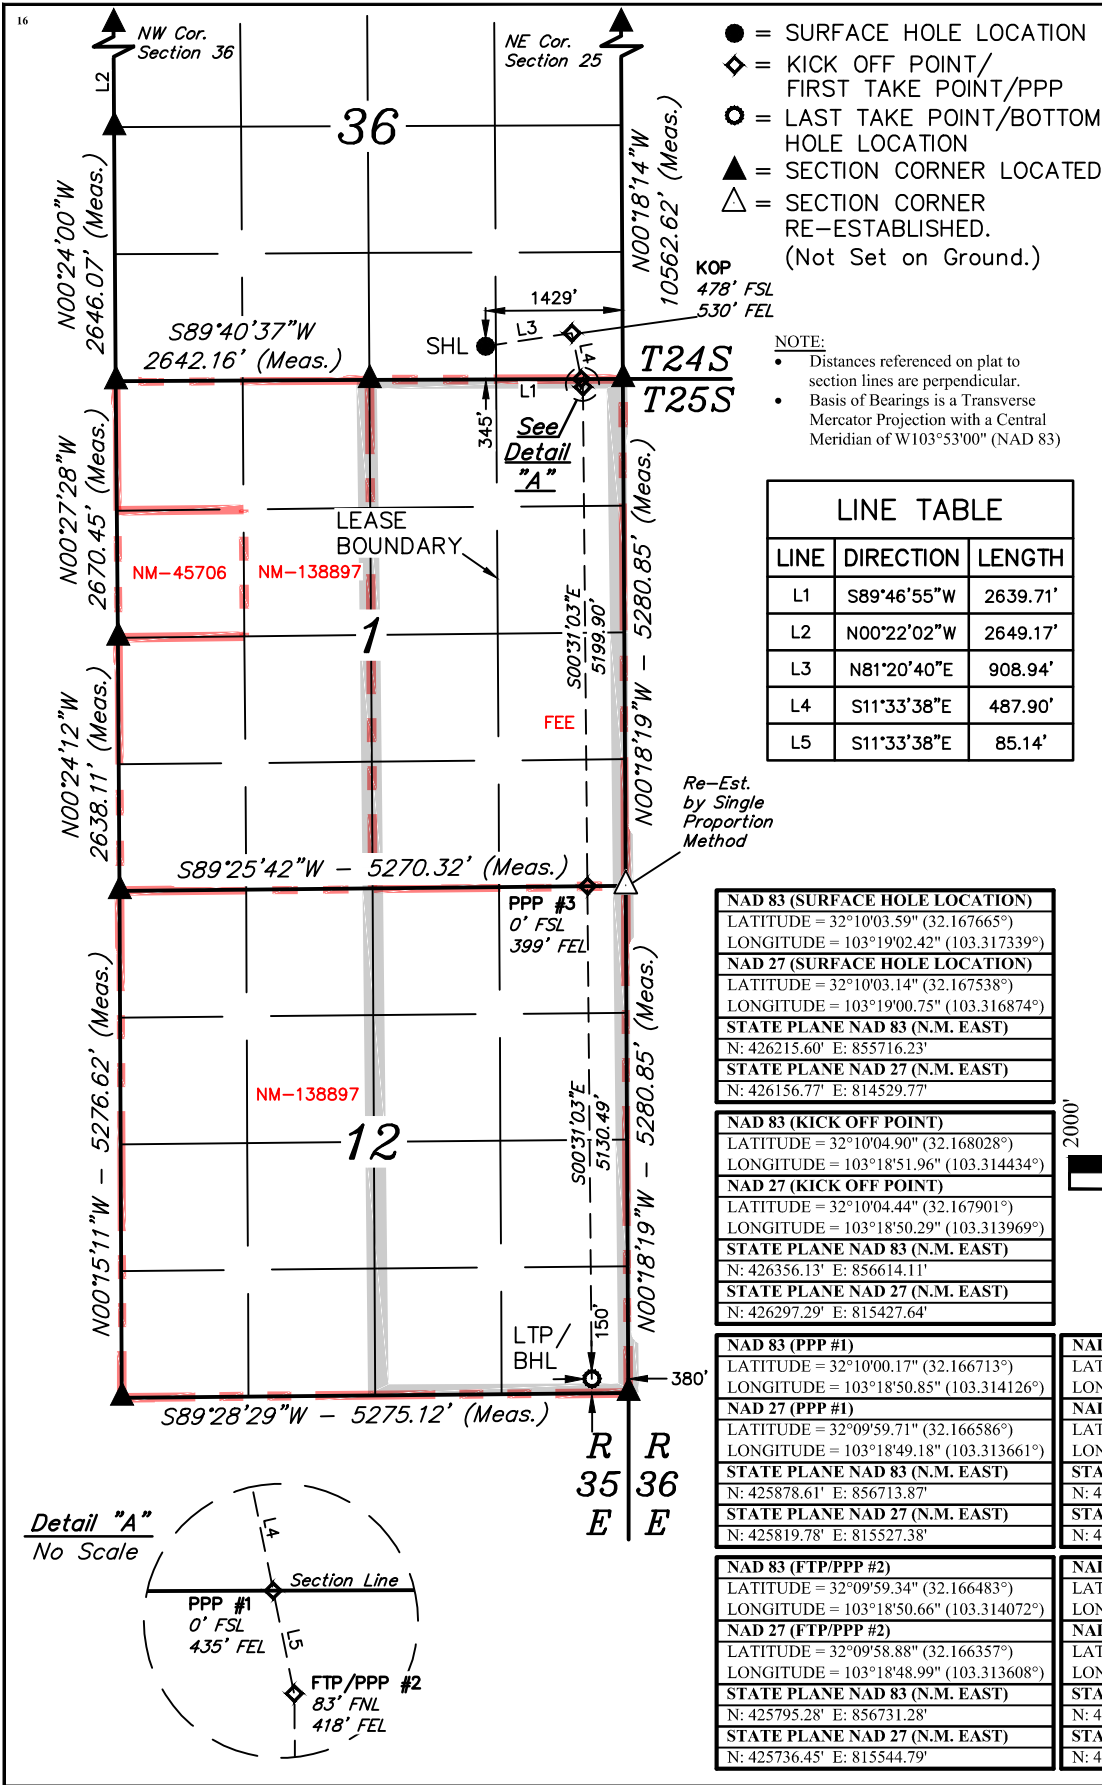 16
NW Cor.
Section 36
NE Cor.
Section 25
L2
36
N00°24'00"W
2646.07' (Meas.)
N00°18'14"W
10562.62' (Meas.)
● = SURFACE HOLE LOCATION
= KICK OFF POINT/
FIRST TAKE POINT/PPP
= LAST TAKE POINT/BOTTOM
HOLE LOCATION
▲ = SECTION CORNER LOCATED
△ = SECTION CORNER
RE-ESTABLISHED.
(Not Set on Ground.)
KOP
478' FSL
530' FEL
1429'
L3
SHL
L4
S89°40'37"W
2642.16' (Meas.)
T24S
T25S
L1
345'
See
Detail
"A"
NOTE:
• Distances referenced on plat to
section lines are perpendicular.
• Basis of Bearings is a Transverse
Mercator Projection with a Central
Meridian of W103°53'00" (NAD 83)
N00°27'28"W
2670.45' (Meas.)
LEASE
BOUNDARY
NM-45706
NM-138897
1
S00°31'03"E
5199.90'
N00°18'19"W - 5280.85' (Meas.)
FEE
LINE TABLE
LINE DIRECTION LENGTH
L1 S89°46'55"W 2639.71'
L2 N00°22'02"W 2649.17'
L3 N81°20'40"E 908.94'
L4 S11°33'38"E 487.90'
L5 S11°33'38"E 85.14'
N00°24'12"W
2638.11' (Meas.)
Re-Est.
by Single
Proportion
Method
S89°25'42"W - 5270.32' (Meas.)
PPP #3
0' FSL
399' FEL
N00°15'11"W - 5276.62' (Meas.)
NM-138897
12
S00°31'03"E
5130.49'
N00°18'19"W - 5280.85' (Meas.)
LTP/
BHL
150'
380'
S89°28'29"W - 5275.12' (Meas.)
R R
35 36
E E
NAD 83 (SURFACE HOLE LOCATION)
LATITUDE = 32°10'03.59" (32.167665°)
LONGITUDE = 103°19'02.42" (103.317339°)
NAD 27 (SURFACE HOLE LOCATION)
LATITUDE = 32°10'03.14" (32.167538°)
LONGITUDE = 103°19'00.75" (103.316874°)
STATE PLANE NAD 83 (N.M. EAST)
N: 426215.60' E: 855716.23'
STATE PLANE NAD 27 (N.M. EAST)
N: 426156.77' E: 814529.77'
NAD 83 (KICK OFF POINT)
LATITUDE = 32°10'04.90" (32.168028°)
LONGITUDE = 103°18'51.96" (103.314434°)
NAD 27 (KICK OFF POINT)
LATITUDE = 32°10'04.44" (32.167901°)
LONGITUDE = 103°18'50.29" (103.313969°)
STATE PLANE NAD 83 (N.M. EAST)
N: 426356.13' E: 856614.11'
STATE PLANE NAD 27 (N.M. EAST)
N: 426297.29' E: 815427.64'
2000'
NAD 83 (PPP #1)
LATITUDE = 32°10'00.17" (32.166713°)
LONGITUDE = 103°18'50.85" (103.314126°)
NAD 27 (PPP #1)
LATITUDE = 32°09'59.71" (32.166586°)
LONGITUDE = 103°18'49.18" (103.313661°)
STATE PLANE NAD 83 (N.M. EAST)
N: 425878.61' E: 856713.87'
STATE PLANE NAD 27 (N.M. EAST)
N: 425819.78' E: 815527.38'
NAD 83 (FTP/PPP #2)
LATITUDE = 32°09'59.34" (32.166483°)
LONGITUDE = 103°18'50.66" (103.314072°)
NAD 27 (FTP/PPP #2)
LATITUDE = 32°09'58.88" (32.166357°)
LONGITUDE = 103°18'48.99" (103.313608°)
STATE PLANE NAD 83 (N.M. EAST)
N: 425795.28' E: 856731.28'
STATE PLANE NAD 27 (N.M. EAST)
N: 425736.45' E: 815544.79'
Detail "A"
No Scale
L4
Section Line
PPP #1
0' FSL
435' FEL
L5
FTP/PPP #2
83' FNL
418' FEL